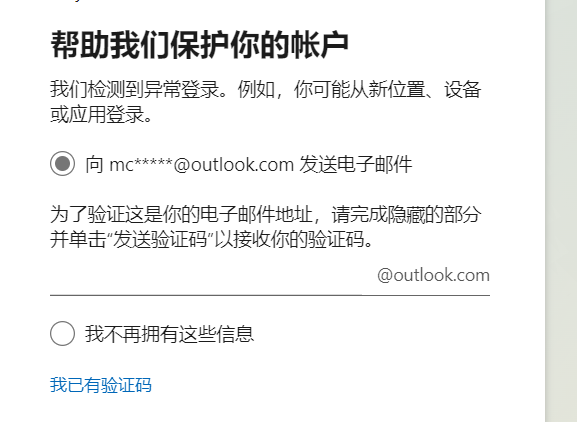 帮助我们保护你的帐户
我们检测到异常登录。例如，你可能从新位置、设备
或应用登录。
向 mc*****@outlook.com 发送电子邮件
为了验证这是你的电子邮件地址，请完成隐藏的部分
并单击“发送验证码”以接收你的验证码。
@outlook.com
我不再拥有这些信息
我已有验证码